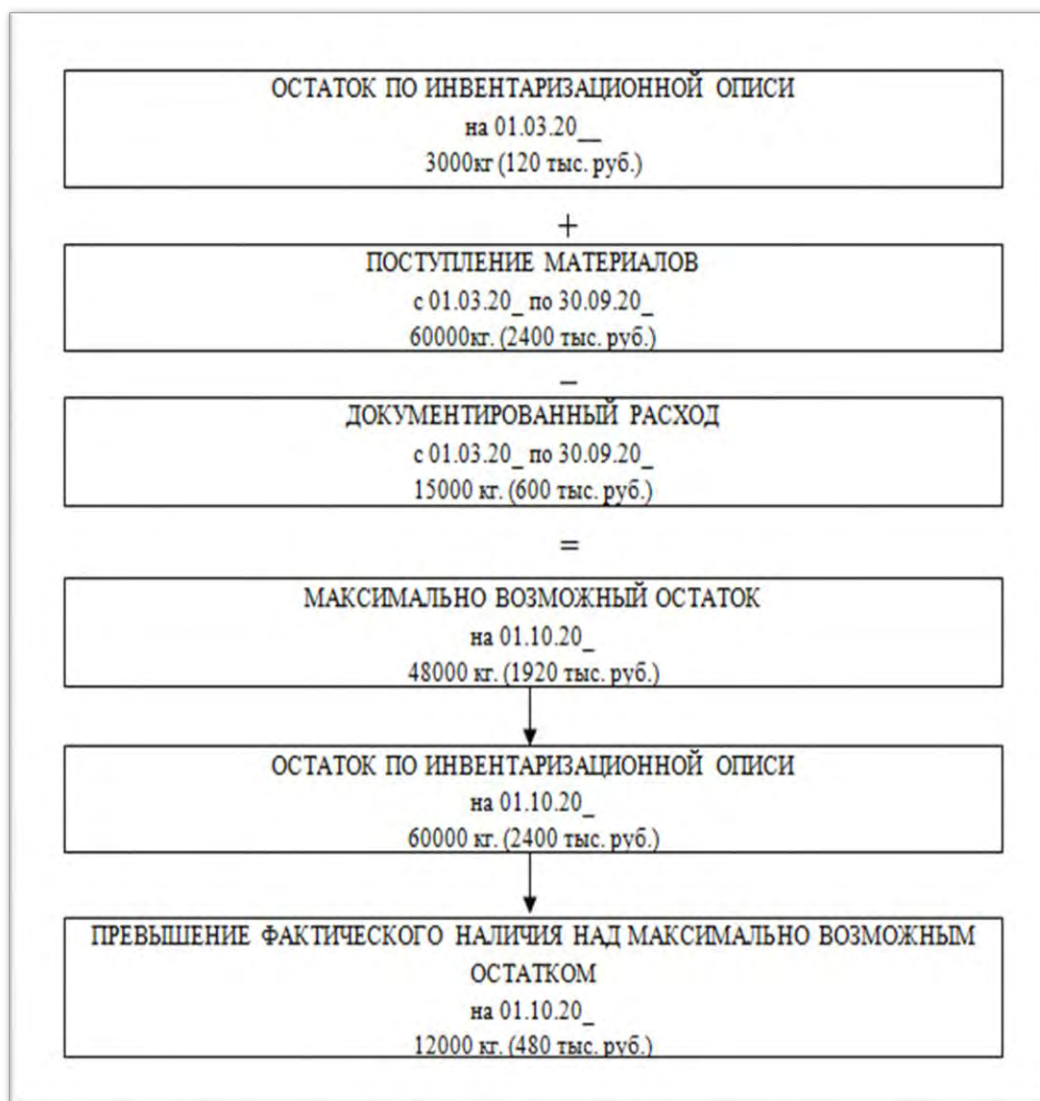 ОСТАТОК ПО ИНВЕНТАРИЗАЦИОННОЙ ОПИСИ
на 01.03.20__
3000кг (120 тыс. руб.)
+
ПОСТУПЛЕНИЕ МАТЕРИАЛОВ
с 01.03.20_ по 30.09.20_
60000кг. (2400 тыс. руб.)
–
ДОКУМЕНТИРОВАННЫЙ РАСХОД
с 01.03.20_ по 30.09.20_
15000 кг. (600 тыс. руб.)
=
МАКСИМАЛЬНО ВОЗМОЖНЫЙ ОСТАТОК
на 01.10.20_
48000 кг. (1920 тыс. руб.)
ОСТАТОК ПО ИНВЕНТАРИЗАЦИОННОЙ ОПИСИ
на 01.10.20_
60000 кг. (2400 тыс. руб.)
ПРЕВЫШЕНИЕ ФАКТИЧЕСКОГО НАЛИЧИЯ НАД МАКСИМАЛЬНО ВОЗМОЖНЫМ
ОСТАТКОМ
на 01.10.20_
12000 кг. (480 тыс. руб.)